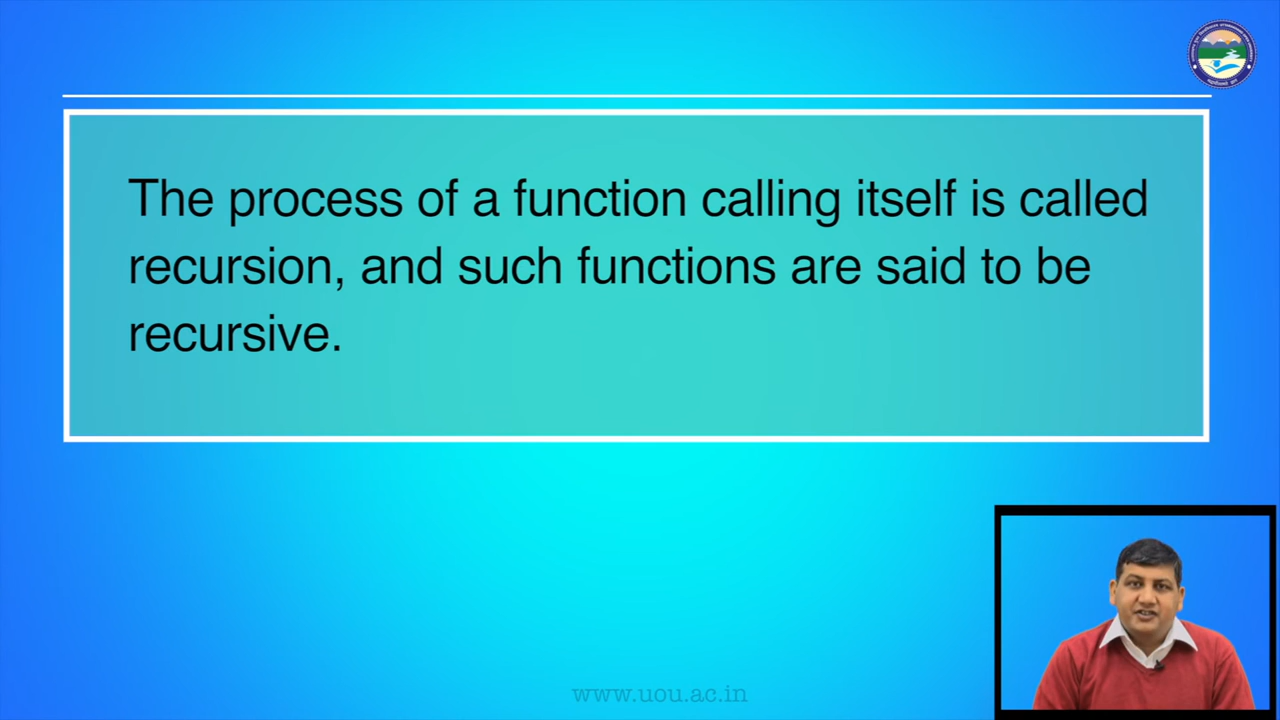 The process of a function calling itself is called
recursion, and such functions are said to be
recursive.
www.uou.ac.in